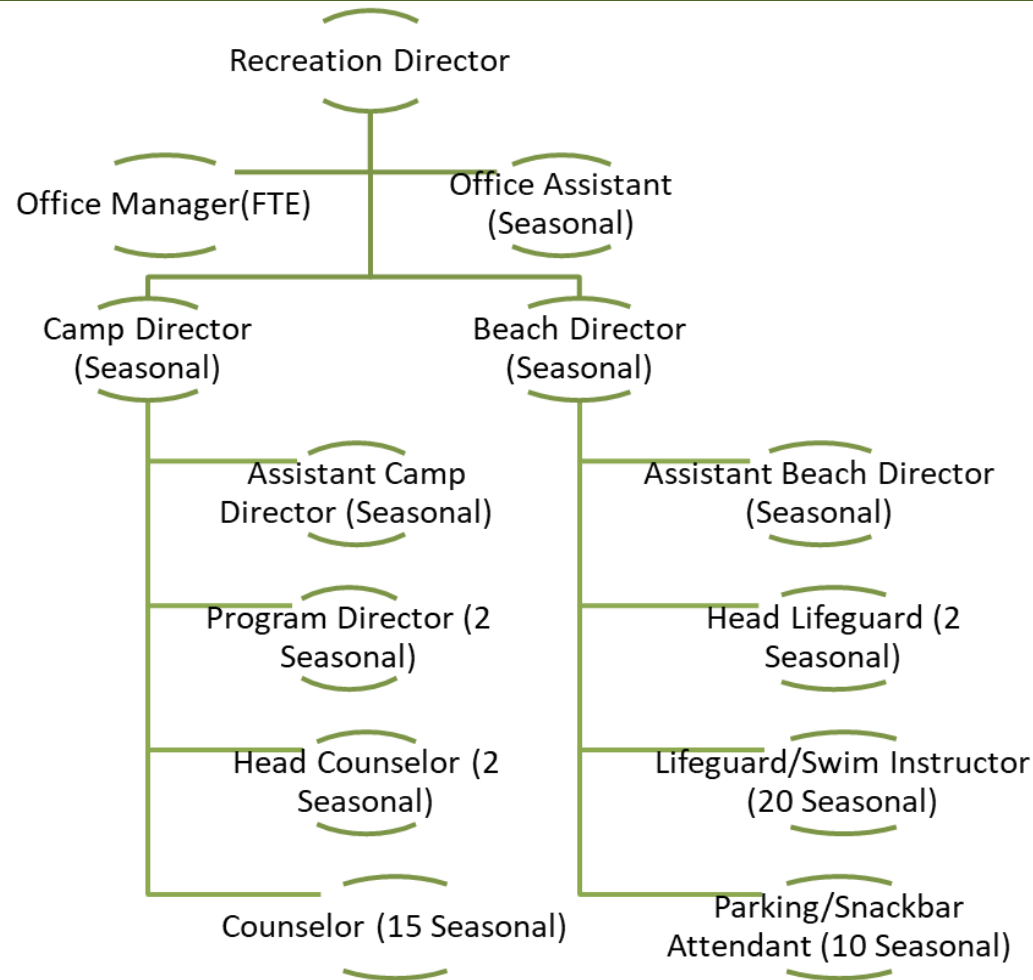 Recreation Director
Office Manager(FTE)
Office Assistant
(Seasonal)
Camp Director
(Seasonal)
Beach Director
(Seasonal)
Assistant Camp
Director (Seasonal)
Assistant Beach Director
(Seasonal)
Program Director (2
Seasonal)
Head Lifeguard (2
Seasonal)
Head Counselor (2
Seasonal)
Lifeguard/Swim Instructor
(20 Seasonal)
Counselor (15 Seasonal)
Parking/Snackbar
Attendant (10 Seasonal)